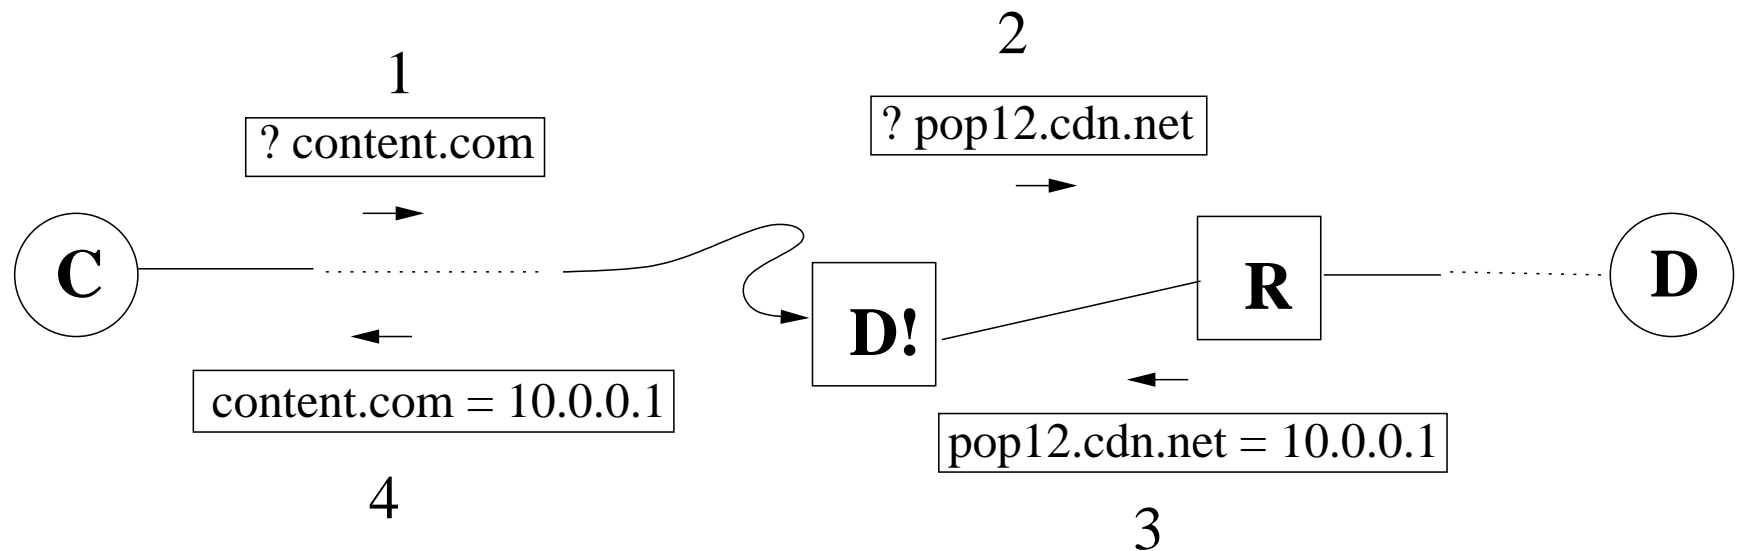 1
? content.com
2
? pop12.cdn.net
C
D!
R
D
content.com = 10.0.0.1
4
pop12.cdn.net = 10.0.0.1
3